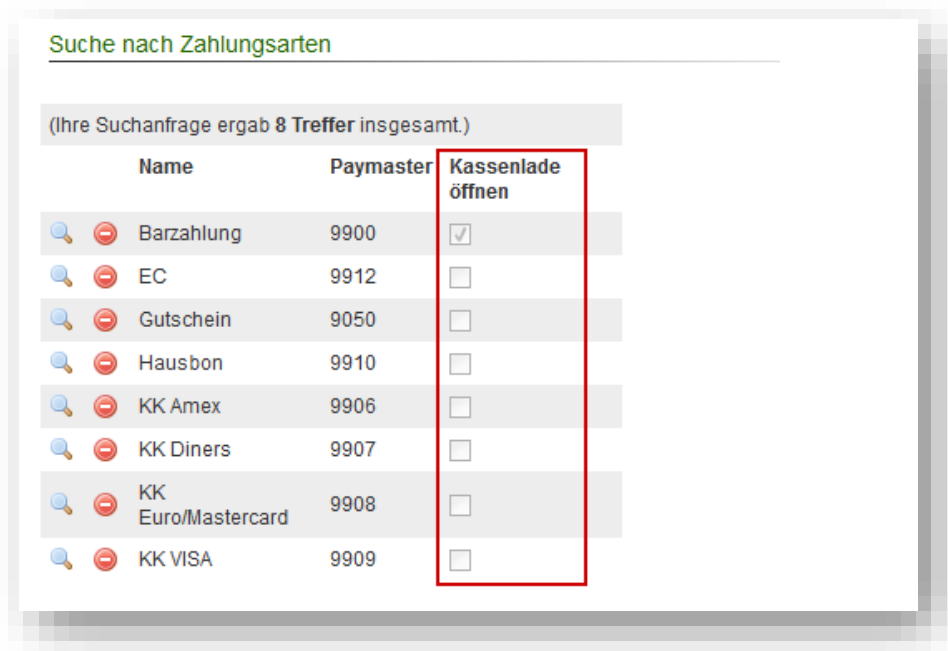 Suche nach Zahlungsarten
(Ihre Suchanfrage ergab 8 Treffer insgesamt.)
Name Paymaster Kassenlade
öffnen
Barzahlung 9900
EC 9912
Gutschein 9050
Hausbon 9910
KK Amex 9906
KK Diners 9907
KK
Euro/Mastercard 9908
KK VISA 9909